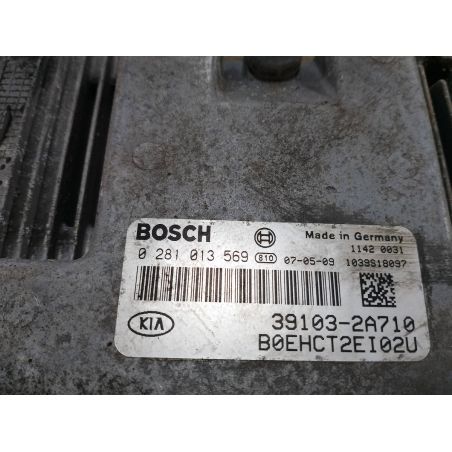 BOSCH Made in Germany
1142 0031
0 281 013 569 810 07-05-09 1039S18097
KIA 39103-2A710
B0EHCT2EI02U